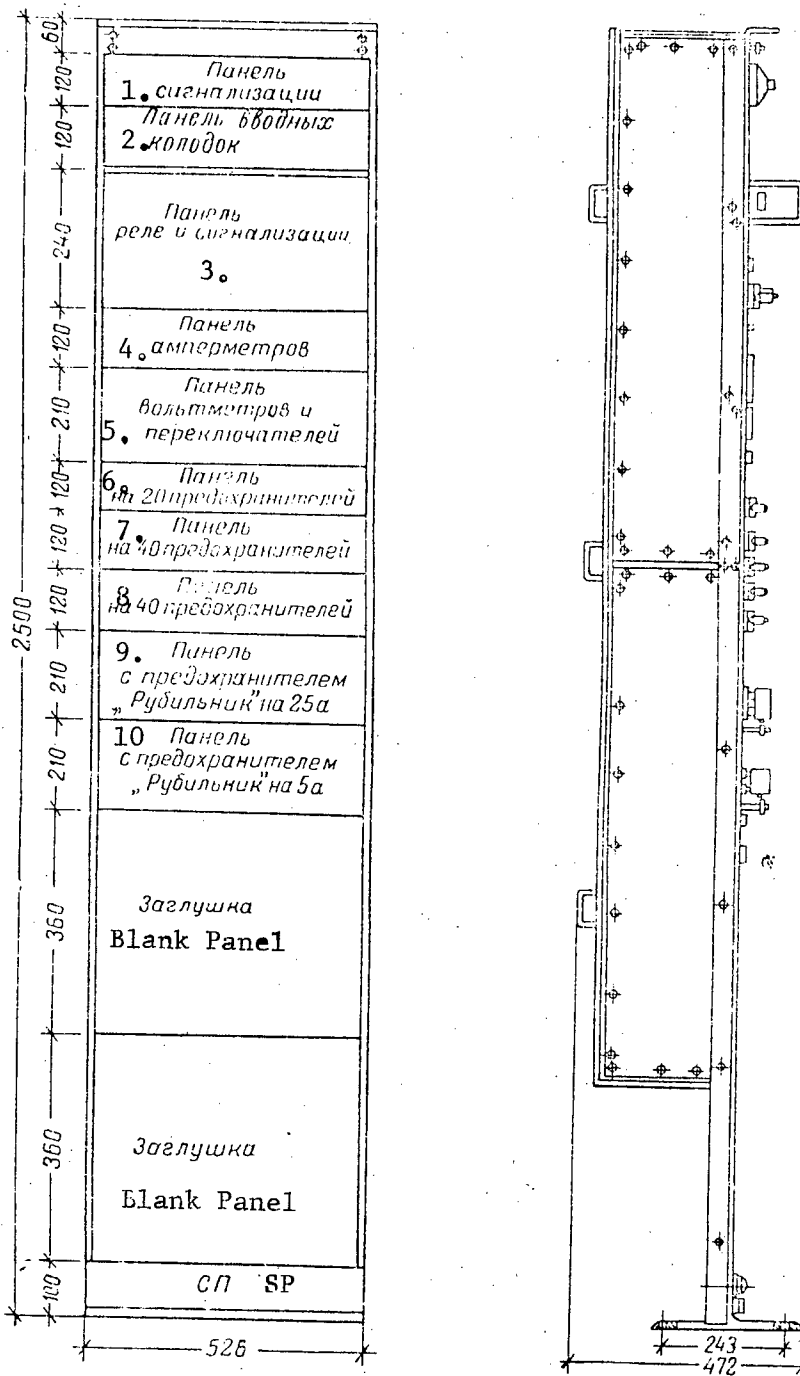 60
120
120
240
120
210
120
120
120
210
210
360
360
100
2500
Панель
1. сигнализации
Панель вводных
2. колодок
Панель
реле и сигнализации
3.
Панель
4. амперметров
Панель
вольтметров и
5. переключателей
6. Панель
на 20 предохранителей
7. Панель
на 40 предохранителей
8 Панель
на 40 предохранителей
9. Панель
с предохранителем
„Рубильник" на 25а
10 Панель
с предохранителем
„Рубильник" на 5а
Заглушка
Blank Panel
Заглушка
Blank Panel
СП SP
526
243
472